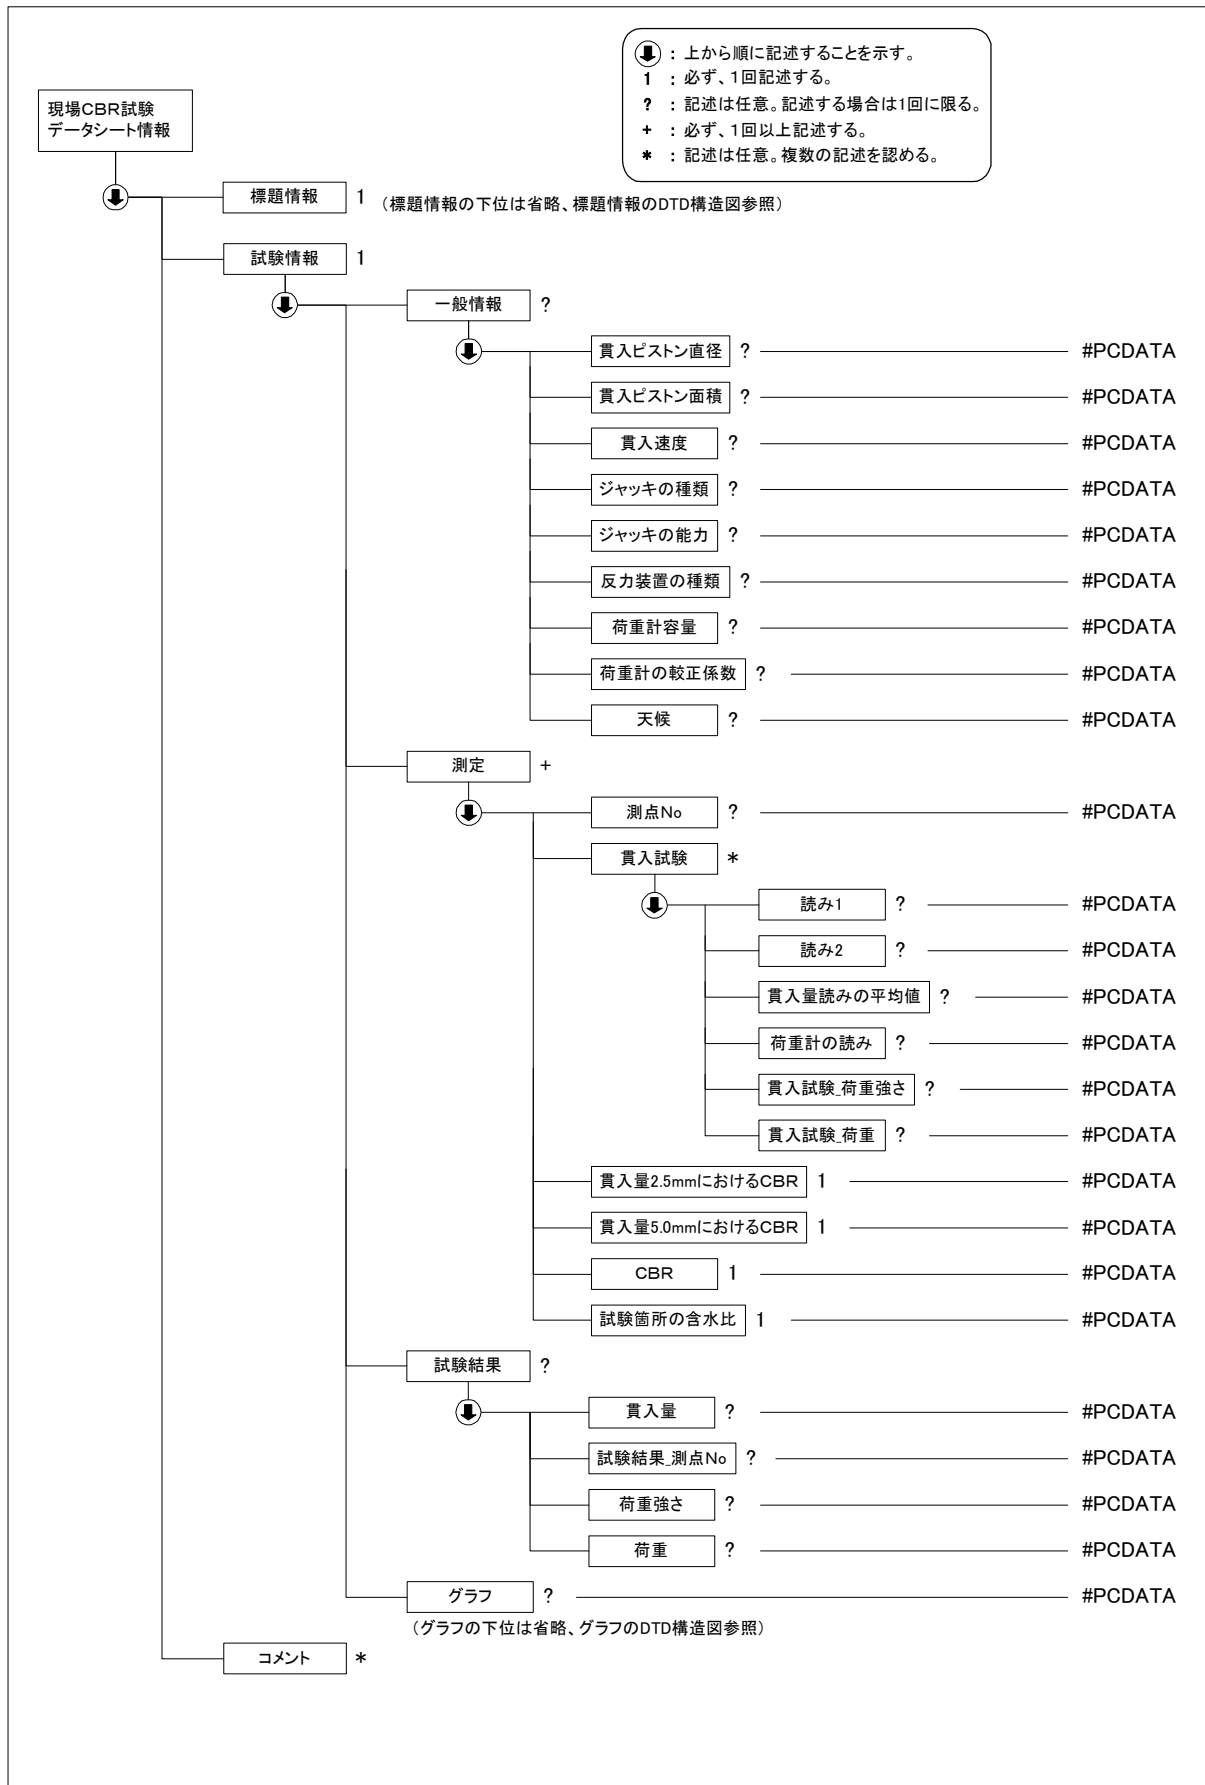 : 上から順に記述することを示す。
1 : 必ず、1回記述する。
? : 記述は任意。記述する場合は1回に限る。
+ : 必ず、1回以上記述する。
* : 記述は任意。複数の記述を認める。
現場CBR試験
データシート情報
標題情報 1 (標題情報の下位は省略、標題情報のDTD構造図参照)
試験情報 1
一般情報 ?
貫入ピストン直径 ? #PCDATA
貫入ピストン面積 ? #PCDATA
貫入速度 ? #PCDATA
ジャッキの種類 ? #PCDATA
ジャッキの能力 ? #PCDATA
反力装置の種類 ? #PCDATA
荷重計容量 ? #PCDATA
荷重計の較正係数 ? #PCDATA
天候 ? #PCDATA
測定 +
測点No ? #PCDATA
貫入試験 *
読み1 ? #PCDATA
読み2 ? #PCDATA
貫入量読みの平均値 ? #PCDATA
荷重計の読み ? #PCDATA
貫入試験_荷重強さ ? #PCDATA
貫入試験_荷重 ? #PCDATA
貫入量2.5mmにおけるCBR 1 #PCDATA
貫入量5.0mmにおけるCBR 1 #PCDATA
CBR 1 #PCDATA
試験箇所の含水比 1 #PCDATA
試験結果 ?
貫入量 ? #PCDATA
試験結果_測点No ? #PCDATA
荷重強さ ? #PCDATA
荷重 ? #PCDATA
グラフ ? #PCDATA
(グラフの下位は省略、グラフのDTD構造図参照)
コメント *